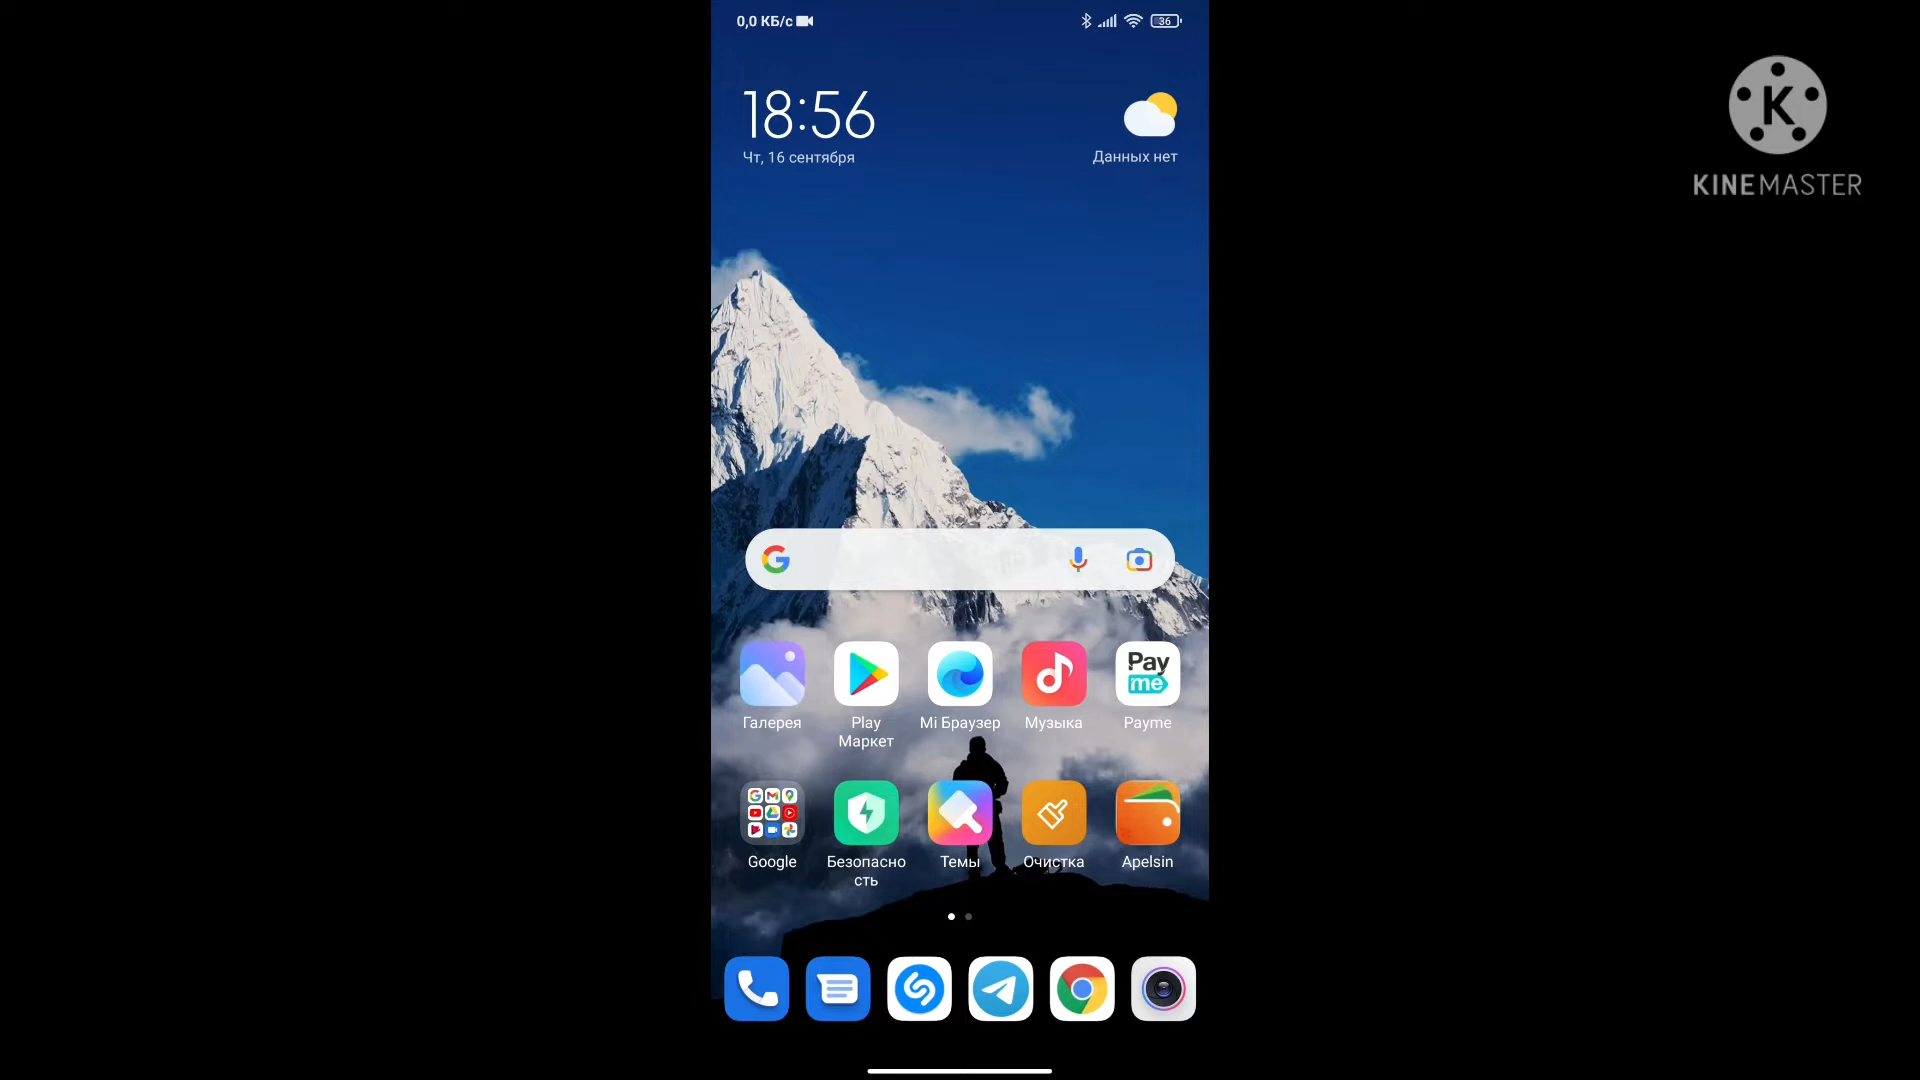 0,0 КБ/с
36
18:56
Чт, 16 сентября
Данных нет
K
KINEMASTER
Галерея
Play
Маркет
Mi Браузер
Музыка
Pay
me
Payme
Google
Безопасно
сть
Темы
Очистка
Apelsin